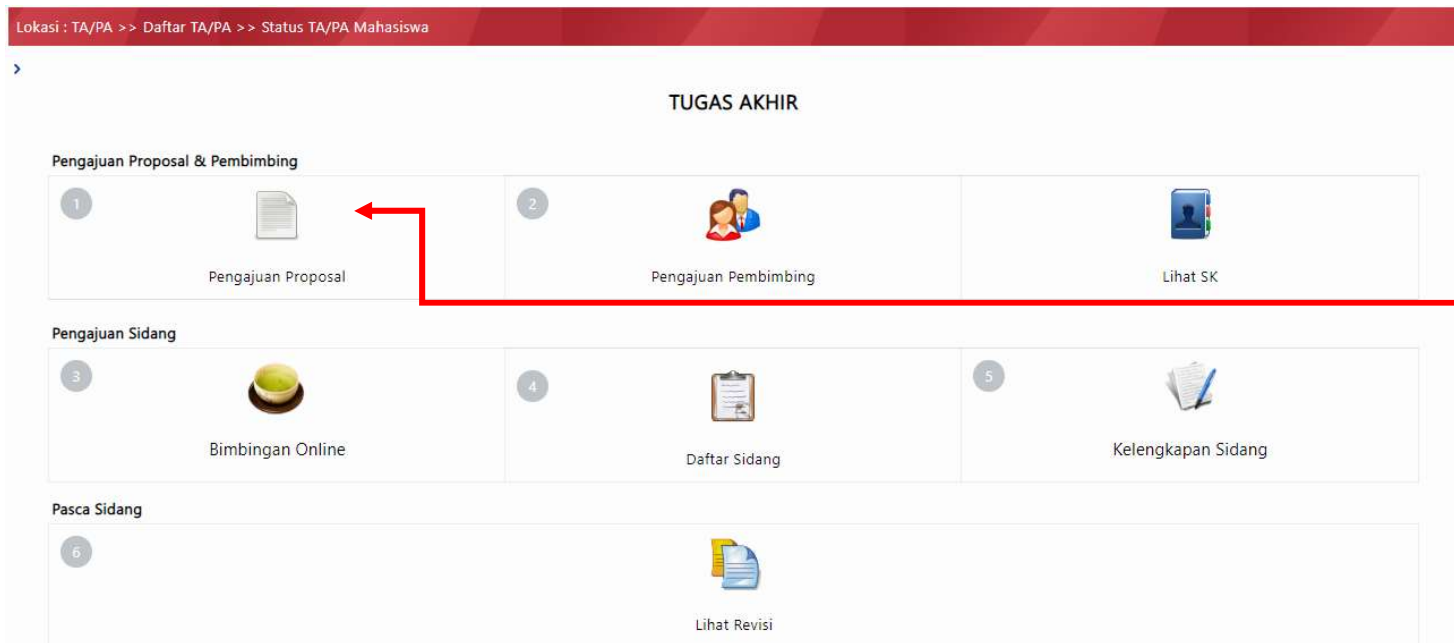 Lokasi : TA/PA >> Daftar TA/PA >> Status TA/PA Mahasiswa
>
TUGAS AKHIR
Pengajuan Proposal & Pembimbing
1
Pengajuan Proposal
2
Pengajuan Pembimbing
Lihat SK
Pengajuan Sidang
3
Bimbingan Online
4
Daftar Sidang
5
Kelengkapan Sidang
Pasca Sidang
6
Lihat Revisi